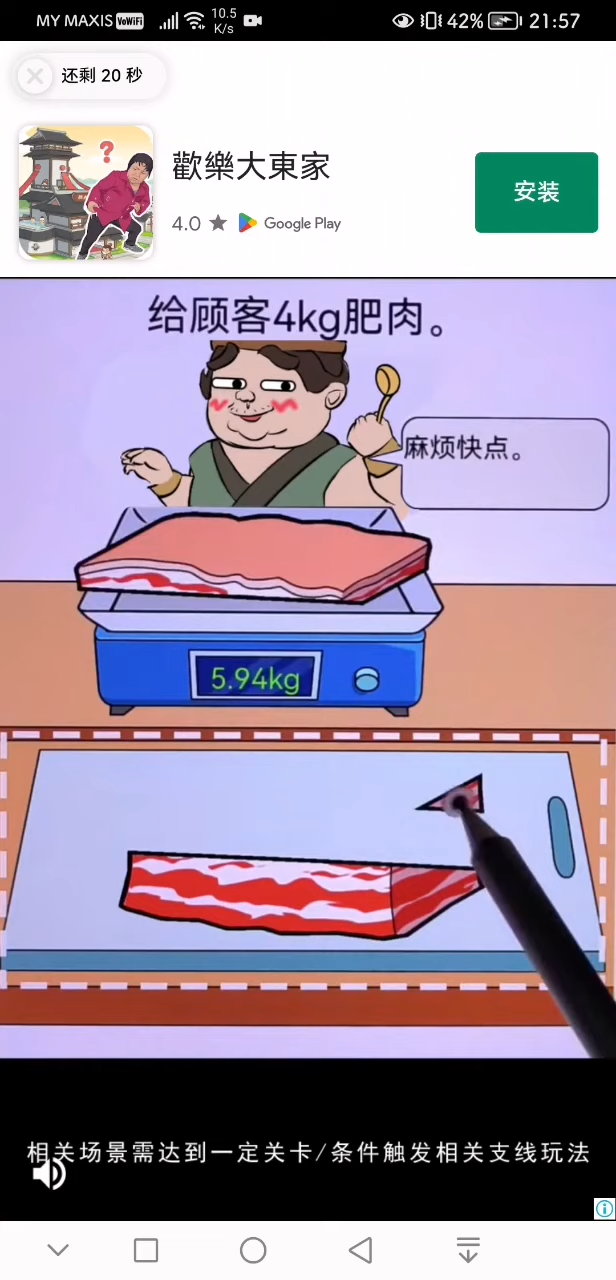 MY MAXIS VoWiFi 10.5 K/s 42% 21:57
还剩 20 秒
歡樂大東家
安装
4.0 ★ Google Play
给顾客4kg肥肉。
麻烦快点。
5.94kg
相关场景需达到一定关卡/条件触发相关支线玩法